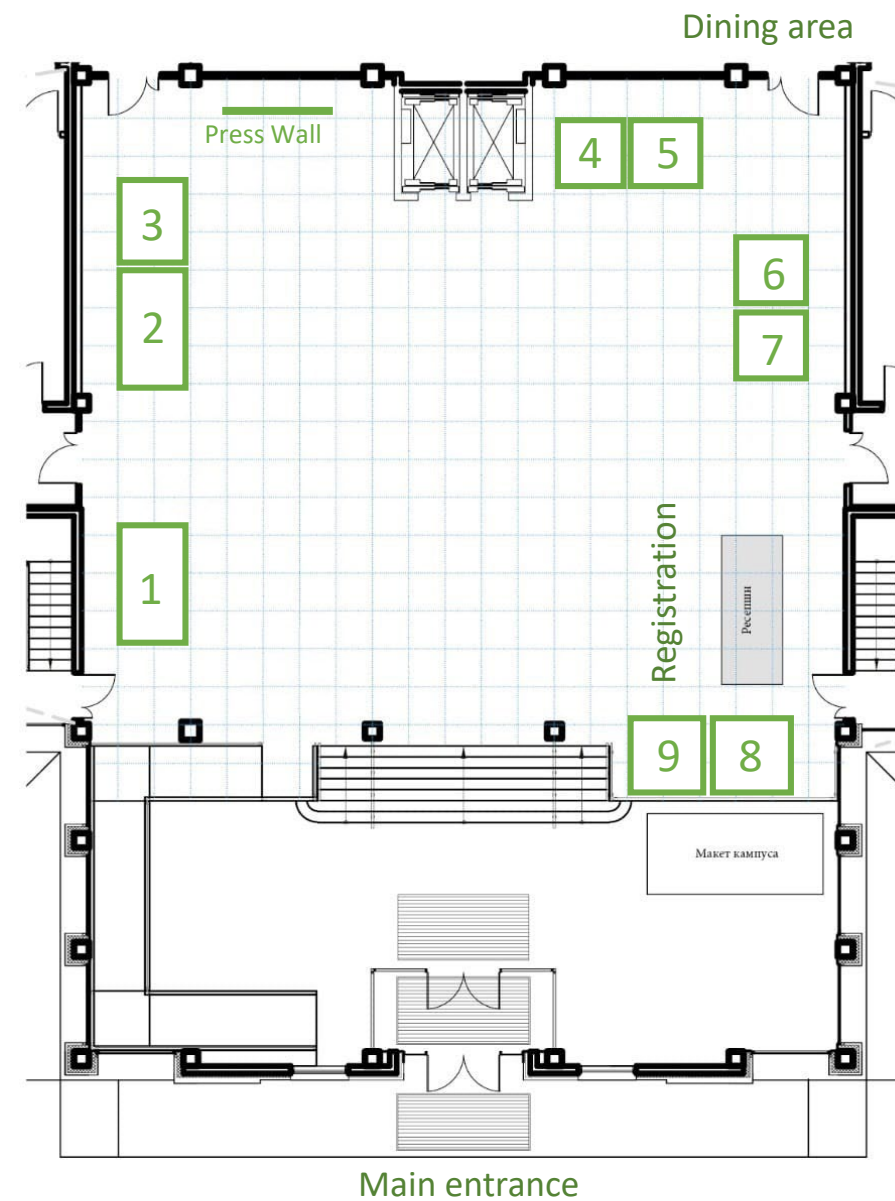 Dining area
Press Wall
4 5
3
6
2
7
Registration
1
Ресепшн
9 8
Макет кампуса
Main entrance